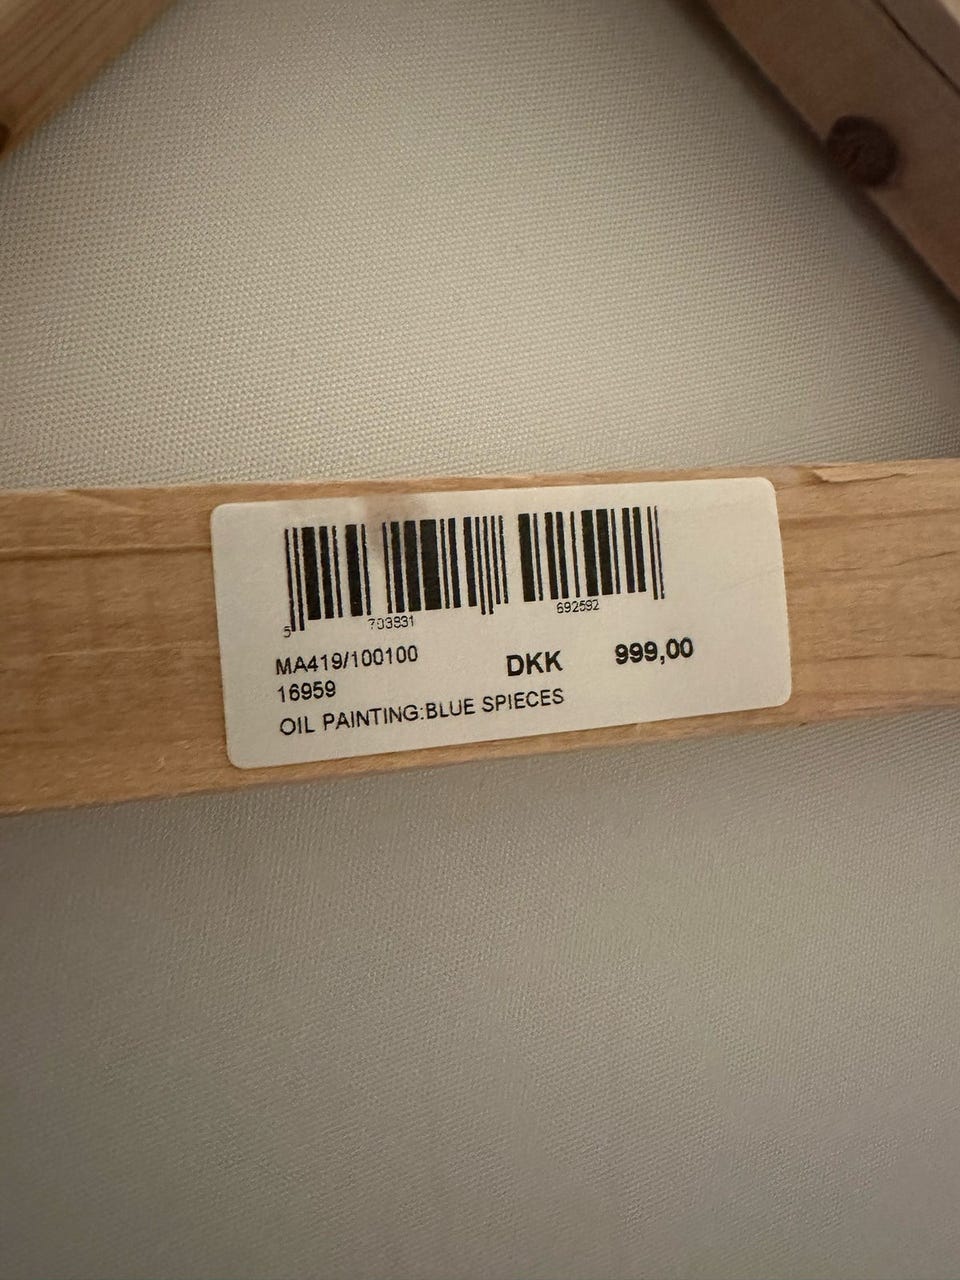 5 703831 692592
MA419/100100
16959
DKK 999,00
OIL PAINTING:BLUE SPIECES